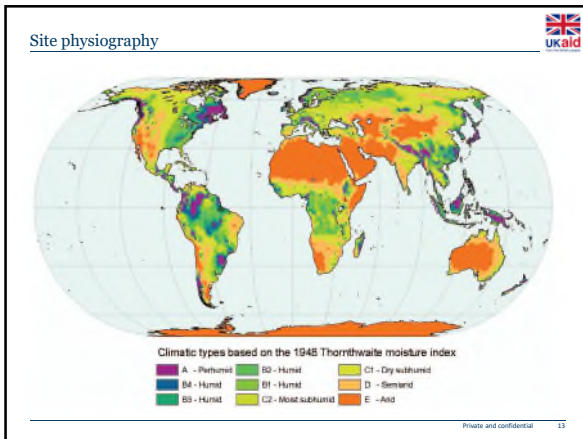 Site physiography
UKaid
Climatic types based on the 1948 Thornthwaite moisture index
A - Perhumid
B4 - Humid
B3 - Humid
B2 - Humid
B1 - Humid
C2 - Moist subhumid
C1 - Dry subhumid
D - Semiarid
E - Arid
Private and confidential 13